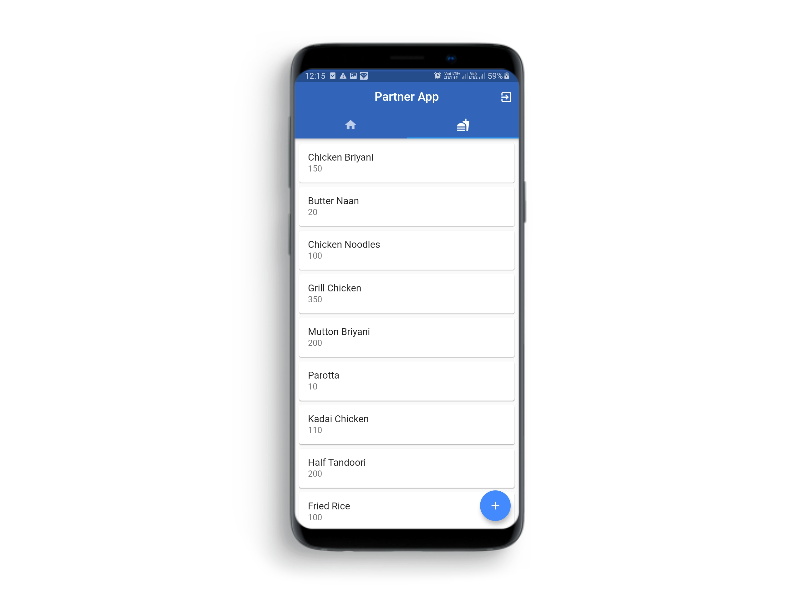 12:15
59%
Partner App
Chicken Briyani
150
Butter Naan
20
Chicken Noodles
100
Grill Chicken
350
Mutton Briyani
200
Parotta
10
Kadai Chicken
110
Half Tandoori
200
Fried Rice
100